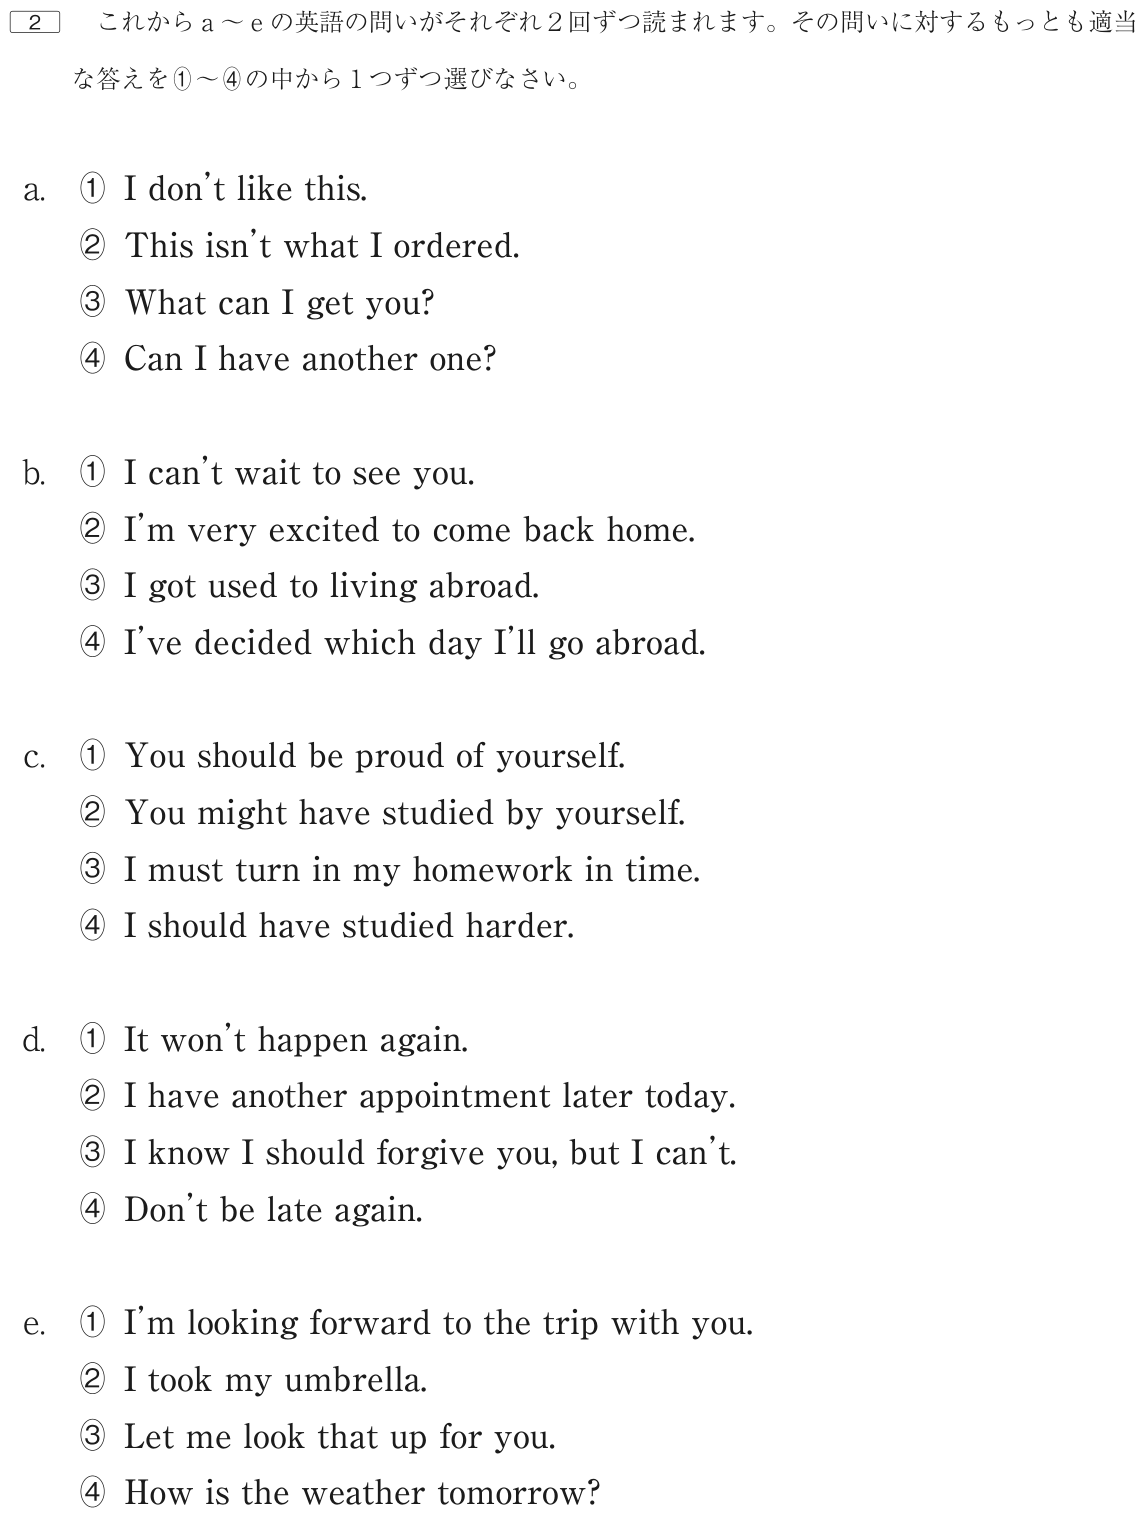 2 これからａ～ｅの英語の問いがそれぞれ２回ずつ読まれます。その問いに対するもっとも適当
な答えを①～④の中から１つずつ選びなさい。
a. ① I don't like this.
② This isn't what I ordered.
③ What can I get you?
④ Can I have another one?
b. ① I can't wait to see you.
② I'm very excited to come back home.
③ I got used to living abroad.
④ I've decided which day I'll go abroad.
c. ① You should be proud of yourself.
② You might have studied by yourself.
③ I must turn in my homework in time.
④ I should have studied harder.
d. ① It won't happen again.
② I have another appointment later today.
③ I know I should forgive you, but I can't.
④ Don't be late again.
e. ① I'm looking forward to the trip with you.
② I took my umbrella.
③ Let me look that up for you.
④ How is the weather tomorrow?